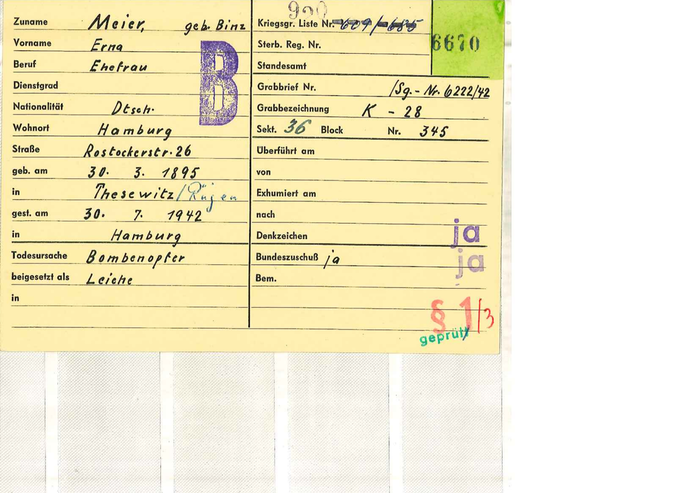 Zuname Meier, geb. Binz
Vorname Erna
Beruf Ehefrau
Dienstgrad
Nationalität Dtsch.
Wohnort Hamburg
Straße Rostockerstr. 26
geb. am 30. 3. 1895
in Thesewitz/Rügen
gest. am 30. 7. 1942
in Hamburg
Todesursache Bombenopfer
beigesetzt als Leiche
in
B
900
Kriegsgr. Liste Nr. 629/685
6670
Sterb. Reg. Nr.
Standesamt
Grabbrief Nr. /Sg.-Nr. 6222/42
Grabbezeichnung K - 28
Sekt. 36 Block Nr. 345
Überführt am
von
Exhumiert am
nach
Denkzeichen ja
Bundeszuschuß ja ja
Bem.
§ 1/3
geprüft